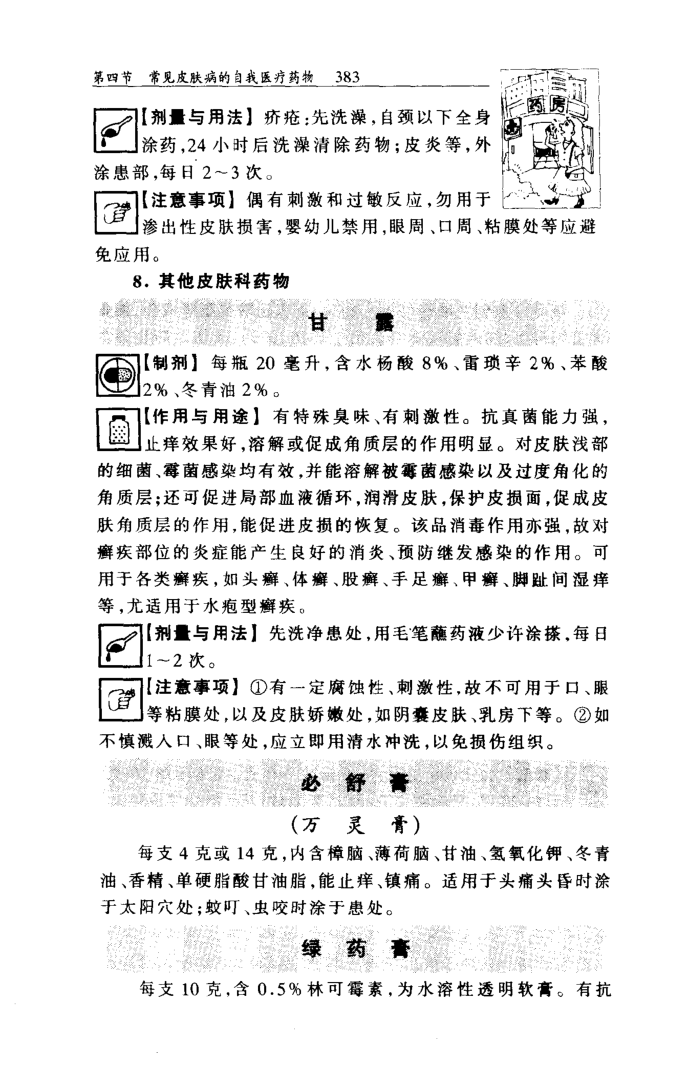 第四节 常见皮肤病的自我医疗药物 383
药房
【剂量与用法】 疥疮:先洗澡,自颈以下全身
涂药,24 小时后洗澡清除药物;皮炎等,外
涂患部,每日 2~3 次。
【注意事项】 偶有刺激和过敏反应,勿用于
渗出性皮肤损害,婴幼儿禁用,眼周、口周、粘膜处等应避
免应用。
8. 其他皮肤科药物
甘 露
【制剂】 每瓶 20 毫升,含水杨酸 8%、雷琐辛 2%、苯酸
2%、冬青油 2%。
【作用与用途】 有特殊臭味、有刺激性。抗真菌能力强,
止痒效果好,溶解或促成角质层的作用明显。对皮肤浅部
的细菌、霉菌感染均有效,并能溶解被霉菌感染以及过度角化的
角质层;还可促进局部血液循环,润滑皮肤,保护皮损面,促成皮
肤角质层的作用,能促进皮损的恢复。该品消毒作用亦强,故对
癣疾部位的炎症能产生良好的消炎、预防继发感染的作用。可
用于各类癣疾,如头癣、体癣、股癣、手足癣、甲癣、脚趾间湿痒
等,尤适用于水疱型癣疾。
【剂量与用法】 先洗净患处,用毛笔蘸药液少许涂搽,每日
1~2 次。
【注意事项】 ①有一定腐蚀性、刺激性,故不可用于口、眼
等粘膜处,以及皮肤娇嫩处,如阴囊皮肤、乳房下等。②如
不慎溅入口、眼等处,应立即用清水冲洗,以免损伤组织。
必 舒 膏
(万 灵 膏)
每支 4 克或 14 克,内含樟脑、薄荷脑、甘油、氢氧化钾、冬青
油、香精、单硬脂酸甘油脂,能止痒、镇痛。适用于头痛头昏时涂
于太阳穴处;蚊叮、虫咬时涂于患处。
绿 药 膏
每支 10 克,含 0.5% 林可霉素,为水溶性透明软膏。有抗